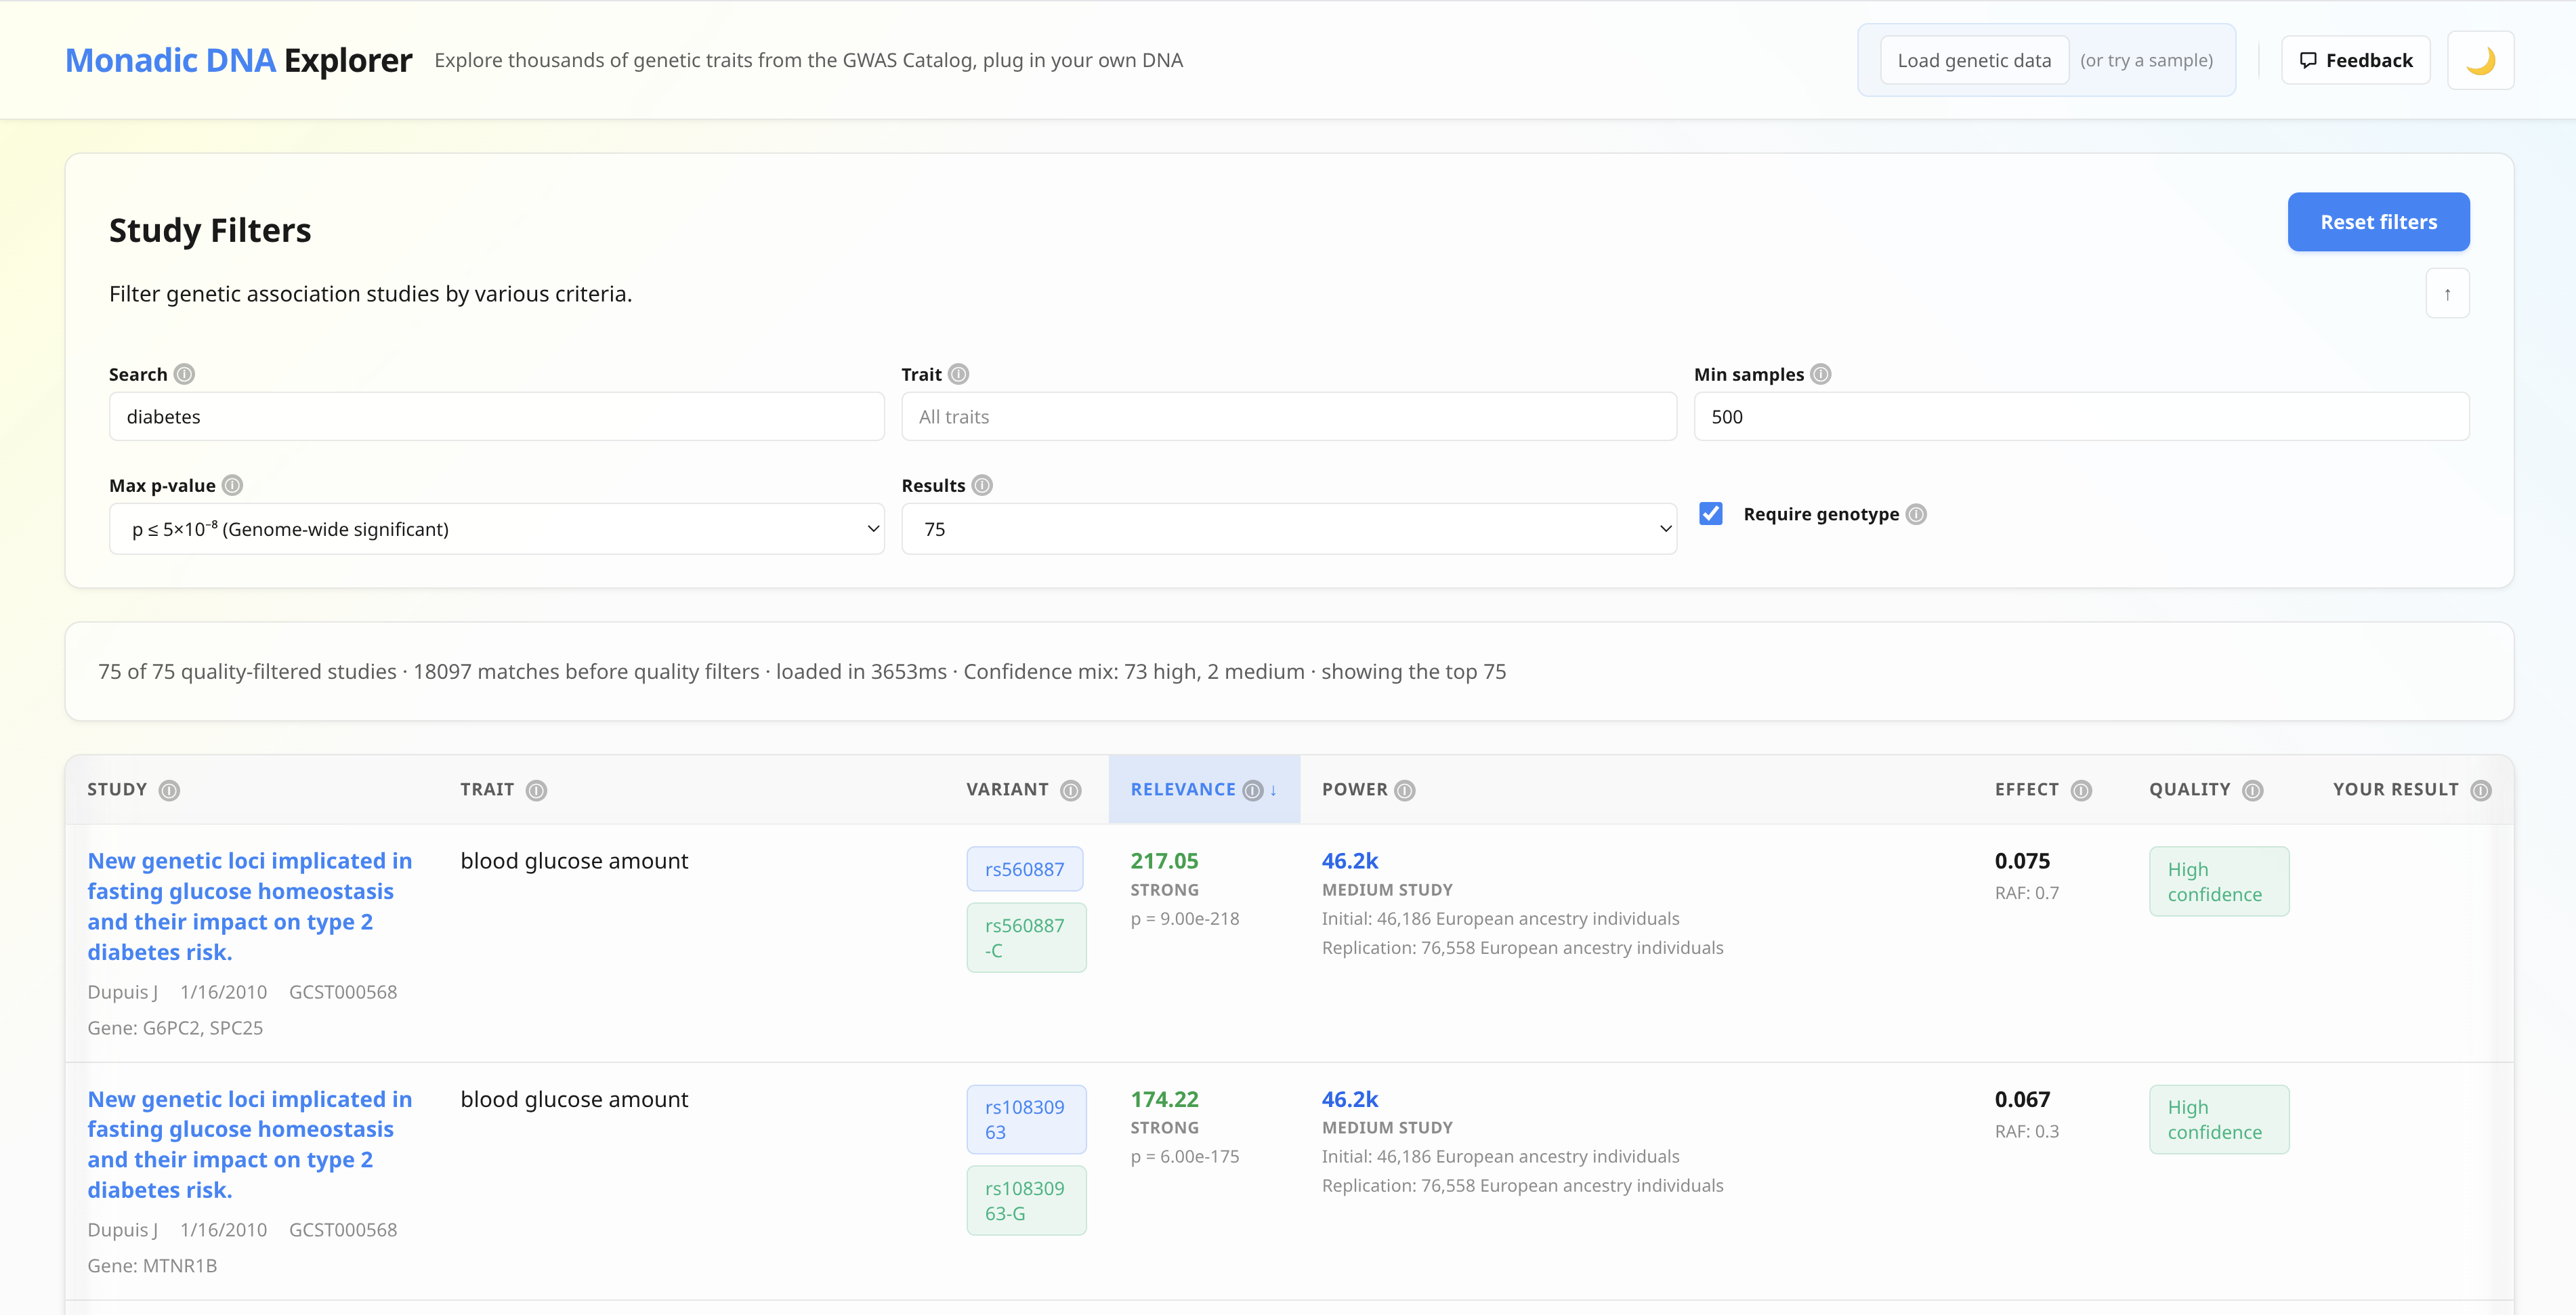 Monadic DNA Explorer Explore thousands of genetic traits from the GWAS Catalog, plug in your own DNA Load genetic data (or try a sample) Feedback
Study Filters
Reset filters
Filter genetic association studies by various criteria.
↑
Search Trait Min samples
diabetes All traits 500
Max p-value Results
p ≤ 5×10⁻⁸ (Genome-wide significant) 75 Require genotype
75 of 75 quality-filtered studies · 18097 matches before quality filters · loaded in 3653ms · Confidence mix: 73 high, 2 medium · showing the top 75
STUDY TRAIT VARIANT RELEVANCE ↓ POWER EFFECT QUALITY YOUR RESULT
New genetic loci implicated in
fasting glucose homeostasis
and their impact on type 2
diabetes risk.
Dupuis J 1/16/2010 GCST000568
Gene: G6PC2, SPC25
blood glucose amount
rs560887
rs560887
-C
217.05
STRONG
p = 9.00e-218
46.2k
MEDIUM STUDY
Initial: 46,186 European ancestry individuals
Replication: 76,558 European ancestry individuals
0.075
RAF: 0.7
High
confidence
New genetic loci implicated in
fasting glucose homeostasis
and their impact on type 2
diabetes risk.
Dupuis J 1/16/2010 GCST000568
Gene: MTNR1B
blood glucose amount
rs108309
63
rs108309
63-G
174.22
STRONG
p = 6.00e-175
46.2k
MEDIUM STUDY
Initial: 46,186 European ancestry individuals
Replication: 76,558 European ancestry individuals
0.067
RAF: 0.3
High
confidence